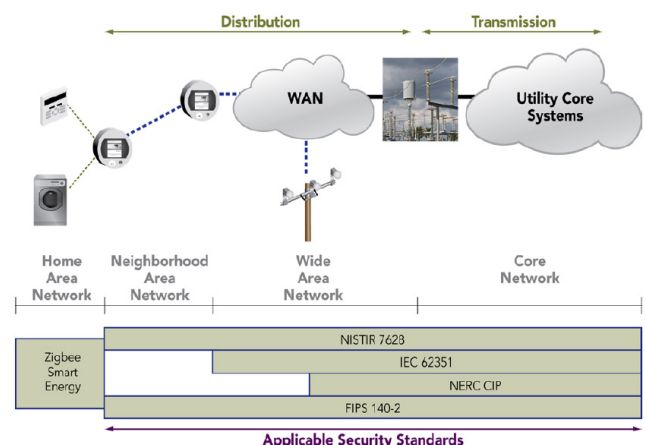 Distribution
Transmission
WAN
Utility Core
Systems
Home
Area
Network
Neighborhood
Area
Network
Wide
Area
Network
Core
Network
Zigbee
Smart
Energy
NISTIR 7628
IEC 62351
NERC CIP
FIPS 140-2
Applicable Security Standards